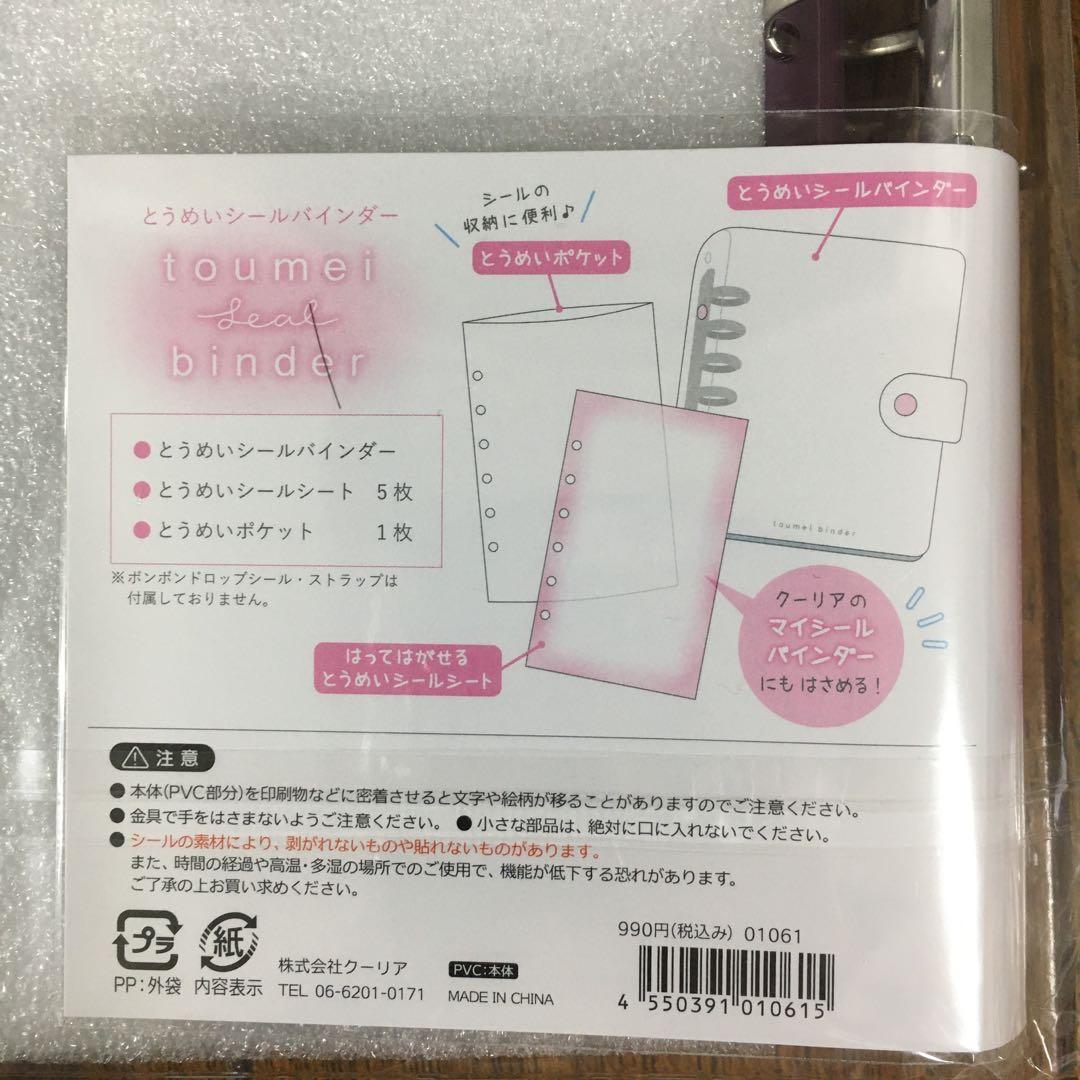 とうめいシールバインダー
toumei
Seal
binder
とうめいシールバインダー
とうめいシールシート 5枚
とうめいポケット 1枚
※ボンボンドロップシール・ストラップは
付属しておりません。
シールの
収納に便利♪
とうめいポケット
とうめいシールバインダー
toumei binder
はってはがせる
とうめいシールシート
クーリアの
マイシール
バインダー
にも はさめる!
注意
●本体(PVC部分)を印刷物などに密着させると文字や絵柄が移ることがありますのでご注意ください。
●金具で手をはさまないようご注意ください。 ●小さな部品は、絶対に口に入れないでください。
●シールの素材により、剥がれないものや貼れないものがあります。
また、時間の経過や高温・多湿の場所でのご使用で、機能が低下する恐れがあります。
ご了承の上お買い求めください。
プラ
PP:外袋
紙
内容表示
株式会社クーリア
TEL 06-6201-0171
PVC:本体
MADE IN CHINA
990円(税込み) 01061
4 550391 010615